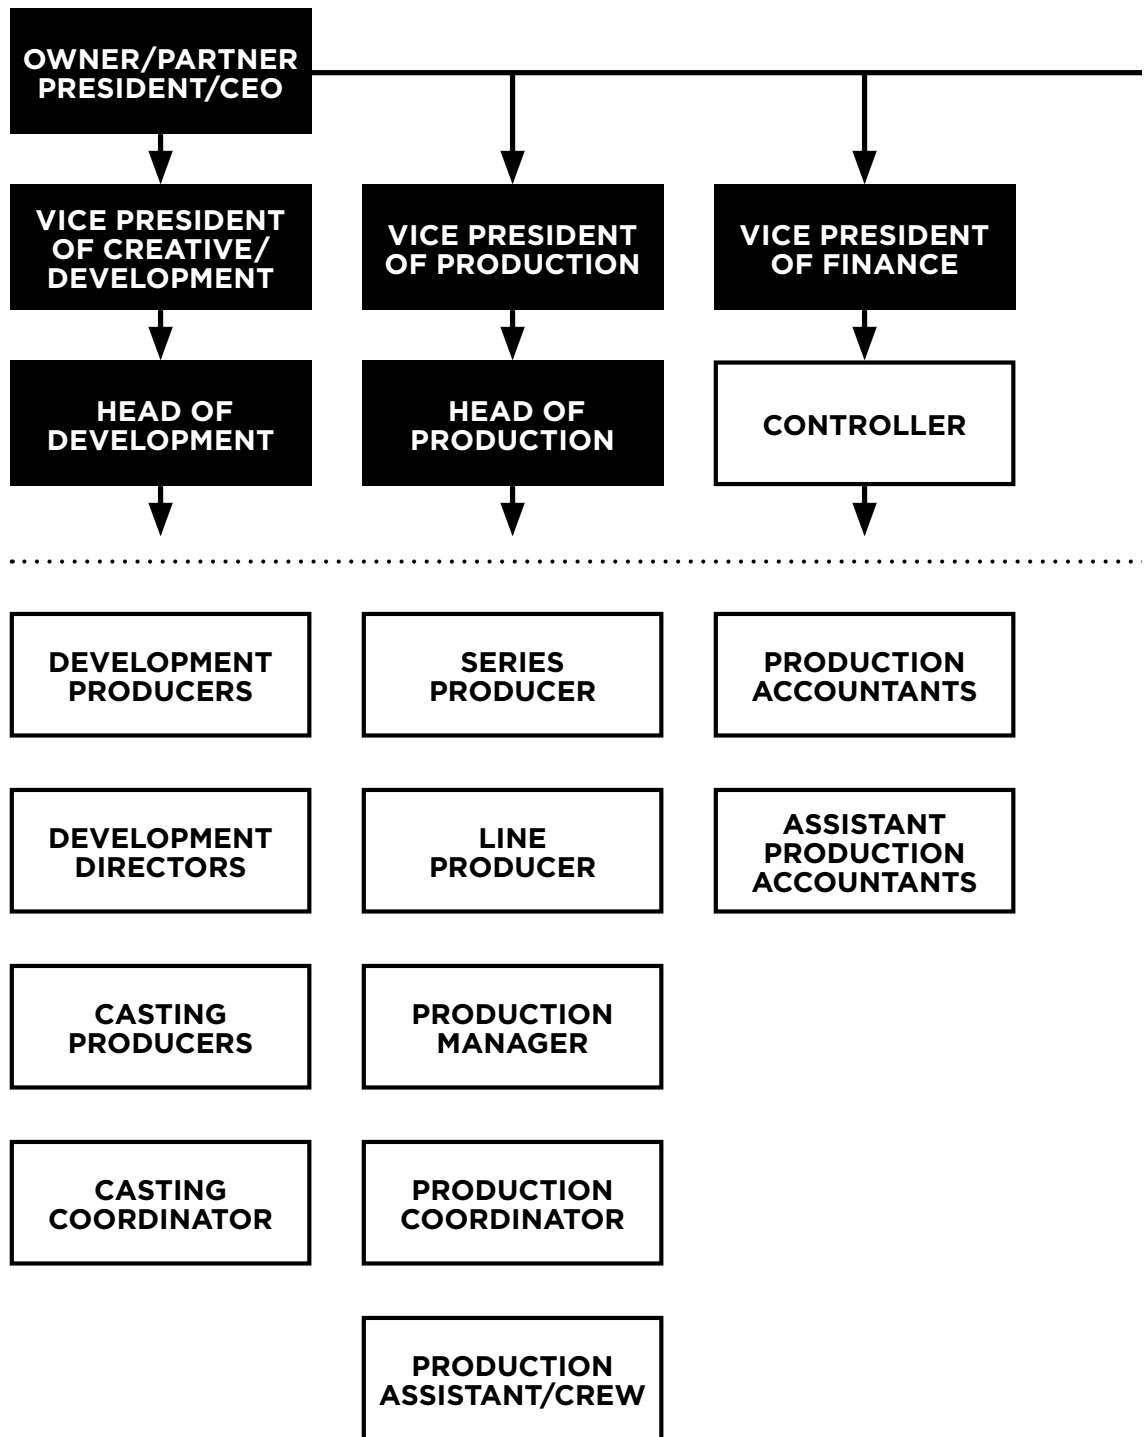 OWNER/PARTNER
PRESIDENT/CEO
VICE PRESIDENT
OF CREATIVE/
DEVELOPMENT
VICE PRESIDENT
OF PRODUCTION
VICE PRESIDENT
OF FINANCE
HEAD OF
DEVELOPMENT
HEAD OF
PRODUCTION
CONTROLLER
DEVELOPMENT
PRODUCERS
SERIES
PRODUCER
PRODUCTION
ACCOUNTANTS
DEVELOPMENT
DIRECTORS
LINE
PRODUCER
ASSISTANT
PRODUCTION
ACCOUNTANTS
CASTING
PRODUCERS
PRODUCTION
MANAGER
CASTING
COORDINATOR
PRODUCTION
COORDINATOR
PRODUCTION
ASSISTANT/CREW